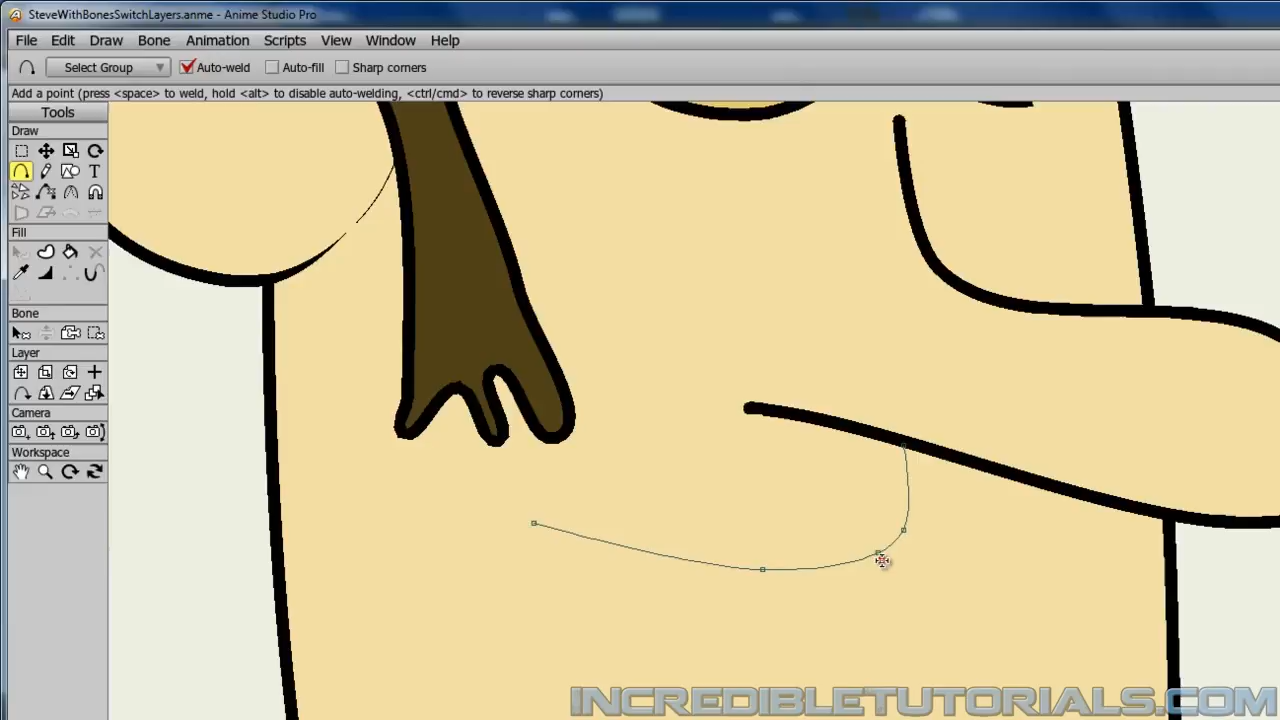 SteveWithBonesSwitchLayers.anme - Anime Studio Pro
File Edit Draw Bone Animation Scripts View Window Help
Select Group Auto-weld Auto-fill Sharp corners
Add a point (press <space> to weld, hold <alt> to disable auto-welding, <ctrl/cmd> to reverse sharp corners)
Tools
Draw
T
Fill
Bone
Layer
Camera
Workspace
INCREDIBLETUTORIALS.COM